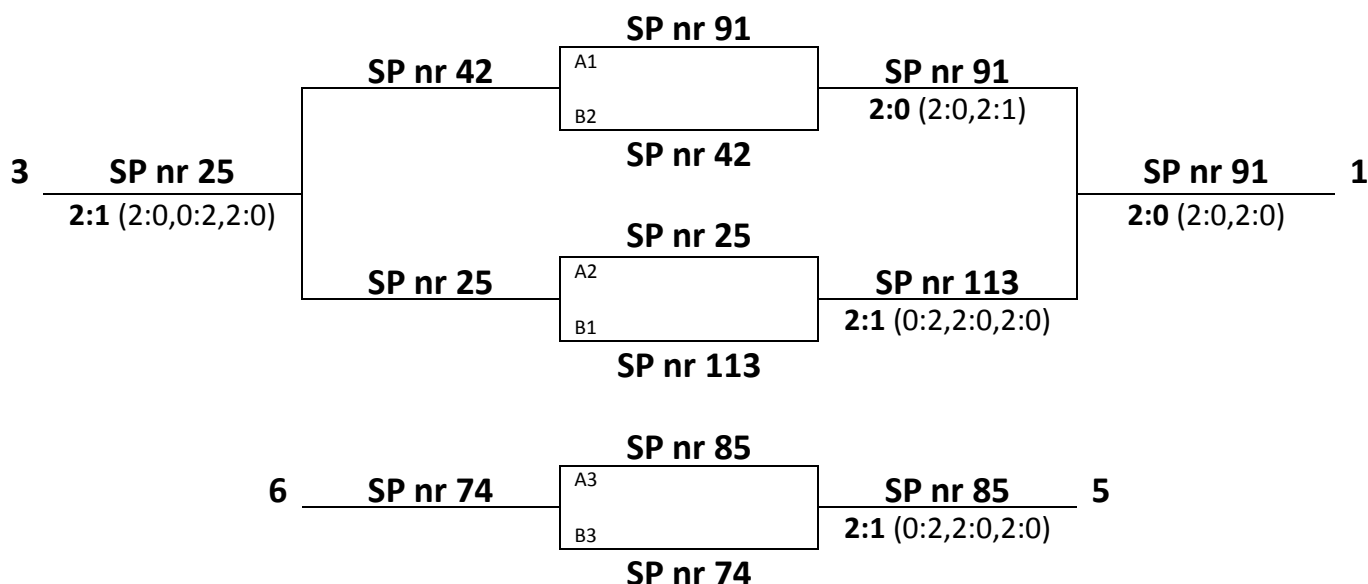 SP nr 91
SP nr 42 A1 SP nr 91
B2 2:0 (2:0,2:1)
SP nr 42
3 SP nr 25 SP nr 91 1
2:1 (2:0,0:2,2:0) 2:0 (2:0,2:0)
SP nr 25
SP nr 25 A2 SP nr 113
B1 2:1 (0:2,2:0,2:0)
SP nr 113
SP nr 85
6 SP nr 74 A3 SP nr 85 5
B3 2:1 (0:2,2:0,2:0)
SP nr 74